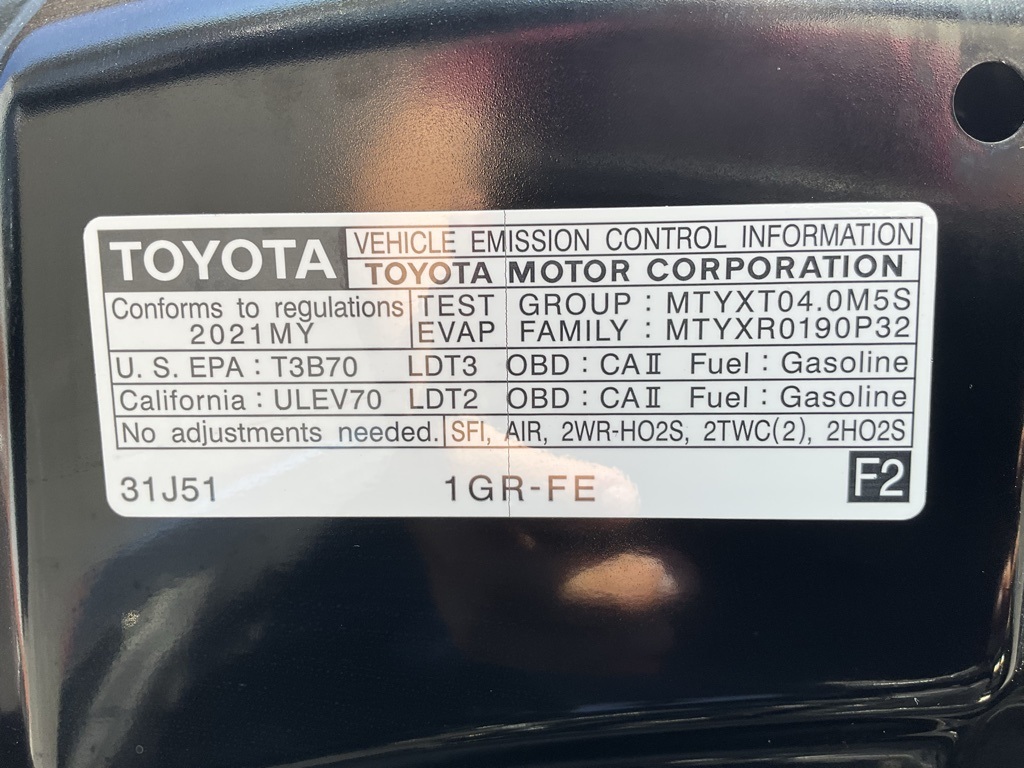 TOYOTA
VEHICLE EMISSION CONTROL INFORMATION
TOYOTA MOTOR CORPORATION
Conforms to regulations
2021MY
TEST GROUP : MTYXT04.0M5S
EVAP FAMILY : MTYXR0190P32
U. S. EPA : T3B70 LDT3 OBD : CAⅡ Fuel : Gasoline
California : ULEV70 LDT2 OBD : CAⅡ Fuel : Gasoline
No adjustments needed. SFI, AIR, 2WR-HO2S, 2TWC(2), 2HO2S
31J51 1GR-FE F2